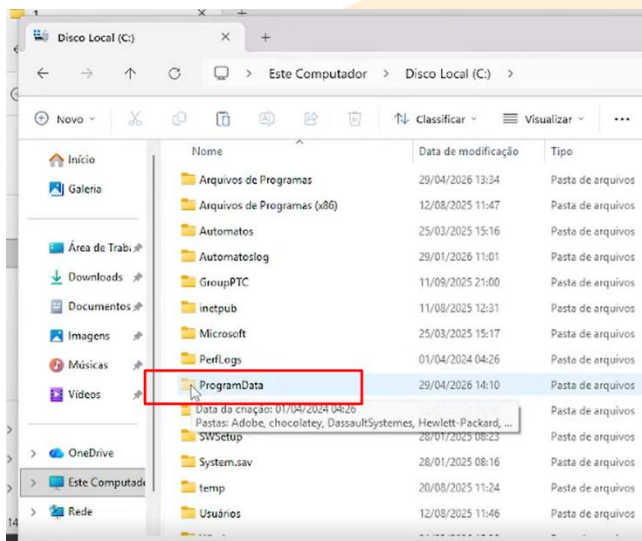 1
Disco Local (C:)
Este Computador > Disco Local (C:) >
Novo
Classificar
Visualizar
...
Nome Data de modificação Tipo
Início
Galeria
Área de Trab
Downloads
Documentos
Imagens
Músicas
Vídeos
OneDrive
Este Computad
Rede
Arquivos de Programas 29/04/2026 13:34 Pasta de arquivos
Arquivos de Programas (x86) 12/08/2025 11:47 Pasta de arquivos
Automatos 25/03/2025 15:16 Pasta de arquivos
Automatoslog 29/01/2026 11:01 Pasta de arquivos
GroupPTC 11/09/2025 21:00 Pasta de arquivos
inetpub 11/08/2025 12:31 Pasta de arquivos
Microsoft 25/03/2025 15:17 Pasta de arquivos
PerfLogs 01/04/2024 04:26 Pasta de arquivos
ProgramData 29/04/2026 14:10 Pasta de arquivos
Data da criação: 01/04/2024 04:26
Pastas: Adobe, chocolatey, DassaultSystemes, Hewlett-Packard, ...
Pasta de arquivos
SWSetup 28/01/2025 08:23 Pasta de arquivos
System.sav 28/01/2025 08:16 Pasta de arquivos
temp 20/08/2025 11:24 Pasta de arquivos
Usuários 12/08/2025 11:46 Pasta de arquivos
14